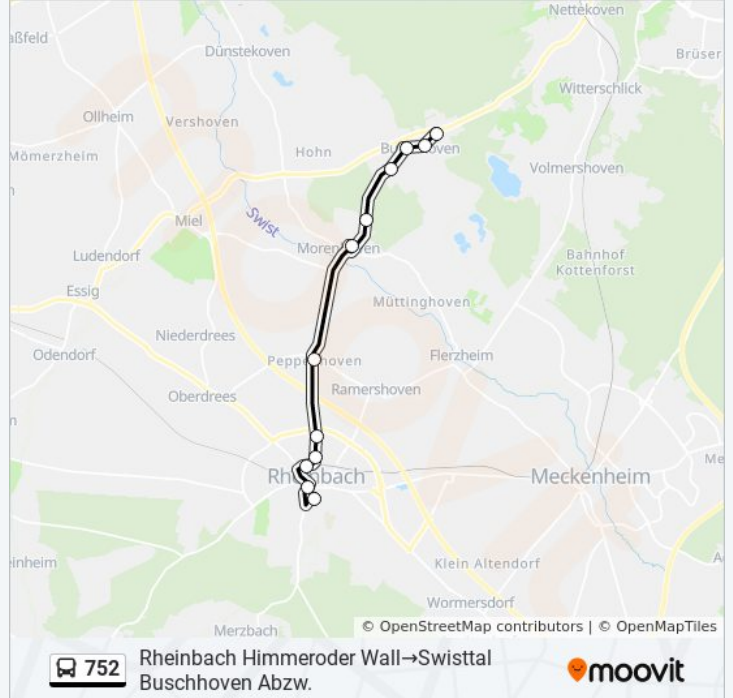 Nettekoven
aßfeld
Dünstekoven
Brüser
Witterschlick
Ollheim
Vershoven
Hohn
Mömerzheim
Volmershoven
Swist
Miel
Ludendorf
Bahnhof
Kottenforst
Essig
Müttinghoven
Niederdrees
Odendorf
Flerzheim
Oberdrees
Ramershoven
Meckenheim
Me
einheim
Klein Altendorf
Wormersdorf
Merzbach
© OpenStreetMap contributors | © OpenMapTiles
752
Rheinbach Himmeroder Wall→Swisttal
Buschhoven Abzw.
moovit